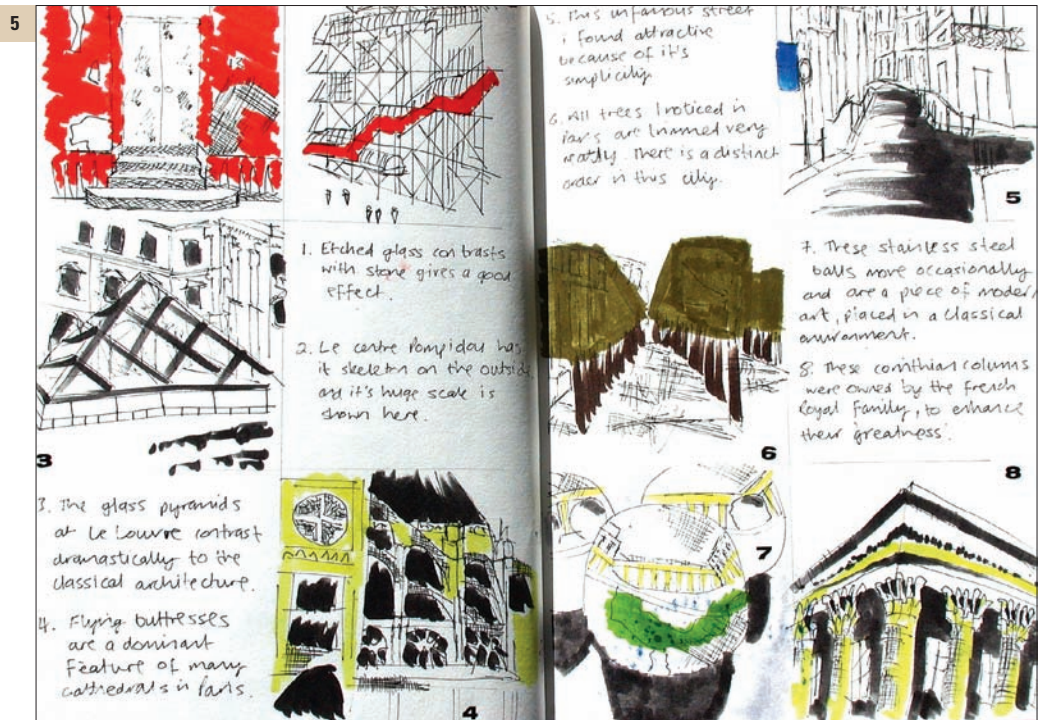 5
1. Etched glass contrasts
with stone gives a good
effect.
2. Le centre Pompidou has
it skeleton on the outside
and it's huge scale is
shown here.
3
3. The glass pyramids
at Le Louvre contrast
dramastically to the
classical architecture.
4. Flying buttresses
are a dominant
feature of many
cathedrals in Paris.
4
5. This infamous street
i found attractive
because of it's
simplicity
6. All trees I noticed in
Paris are trimmed very
neatly. There is a distinct
order in this city.
5
6
7. These stainless steel
balls move occasionally
and are a piece of modern
art, placed in a classical
environment.
8. These corinthian columns
were owned by the French
Royal Family, to enhance
their 'greatness'.
7
8